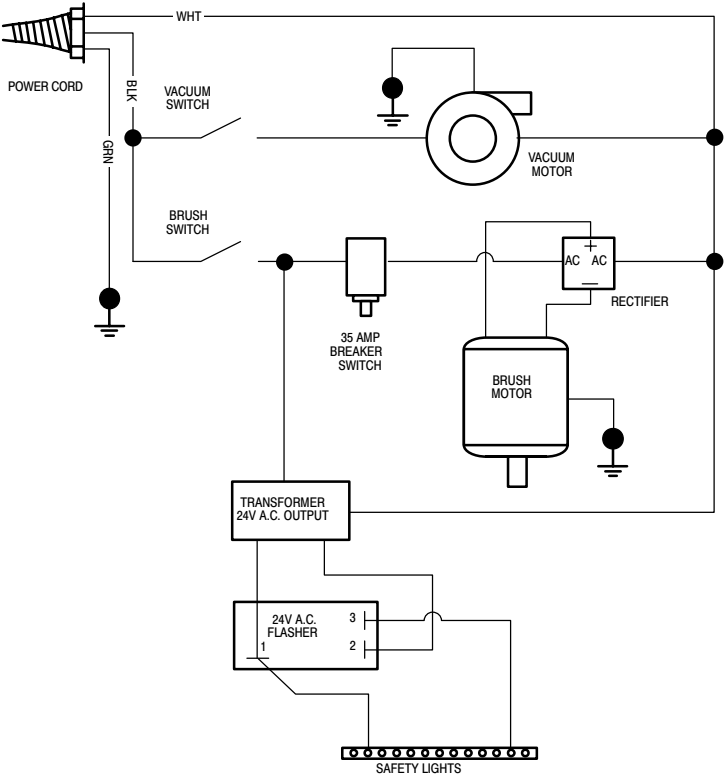 WHT
POWER CORD
BLK
GRN
VACUUM
SWITCH
VACUUM
MOTOR
BRUSH
SWITCH
+
AC AC
—
RECTIFIER
35 AMP
BREAKER
SWITCH
BRUSH
MOTOR
TRANSFORMER
24V A.C. OUTPUT
24V A.C.
FLASHER
3
2
1
SAFETY LIGHTS